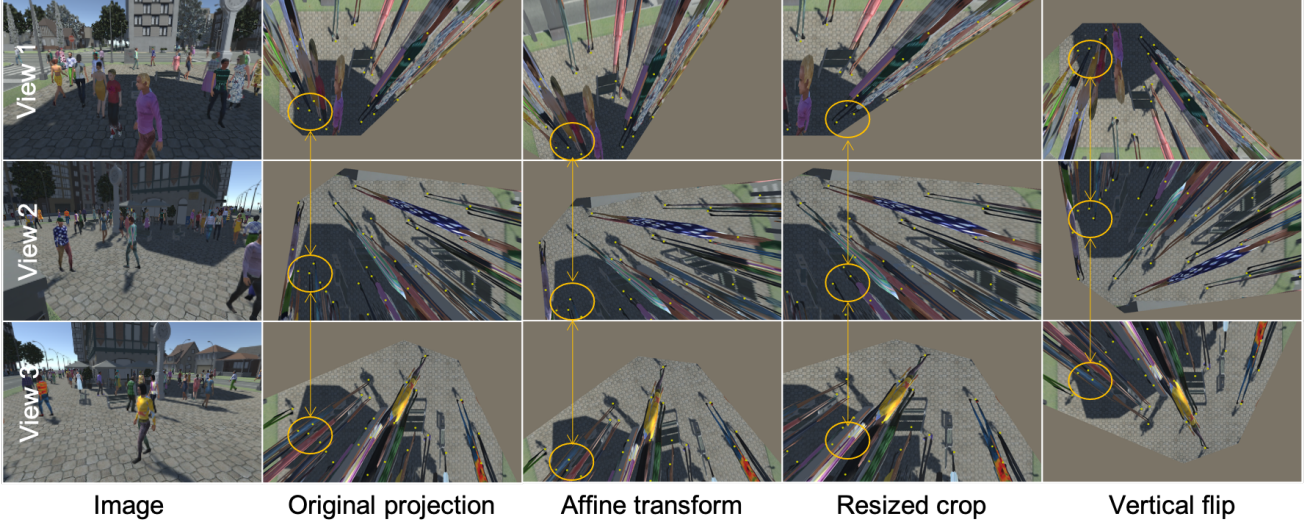 View 1
View 2
View 3
Image Original projection Affine transform Resized crop Vertical flip